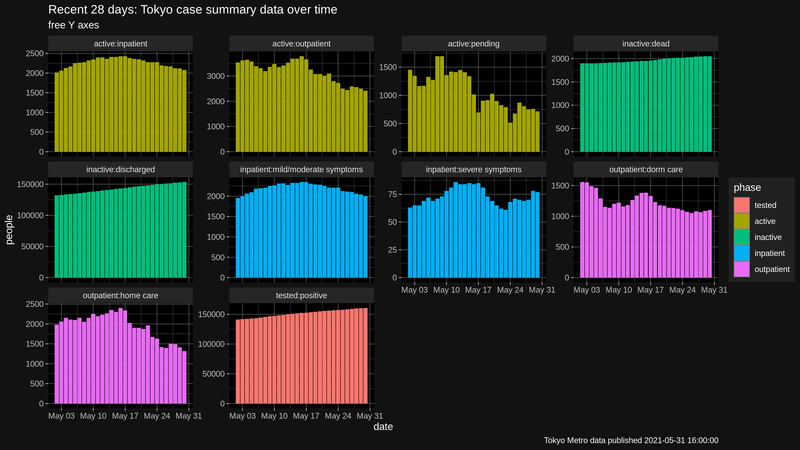 Recent 28 days: Tokyo case summary data over time
free Y axes
active:inpatient
active:outpatient
active:pending
inactive:dead
2500
2000
1500
1000
500
0
3000
2000
1000
0
1500
1000
500
0
2000
1500
1000
500
0
inactive:discharged
inpatient:mild/moderate symptoms
inpatient:severe symptoms
outpatient:dorm care
150000
100000
50000
0
2000
1500
1000
500
0
75
50
25
0
1500
1000
500
0
May 03 May 10 May 17 May 24 May 31
May 03 May 10 May 17 May 24 May 31
outpatient:home care
tested:positive
2500
2000
1500
1000
500
0
150000
100000
50000
0
May 03 May 10 May 17 May 24 May 31
May 03 May 10 May 17 May 24 May 31
people
date
phase
tested
active
inactive
inpatient
outpatient
Tokyo Metro data published 2021-05-31 16:00:00